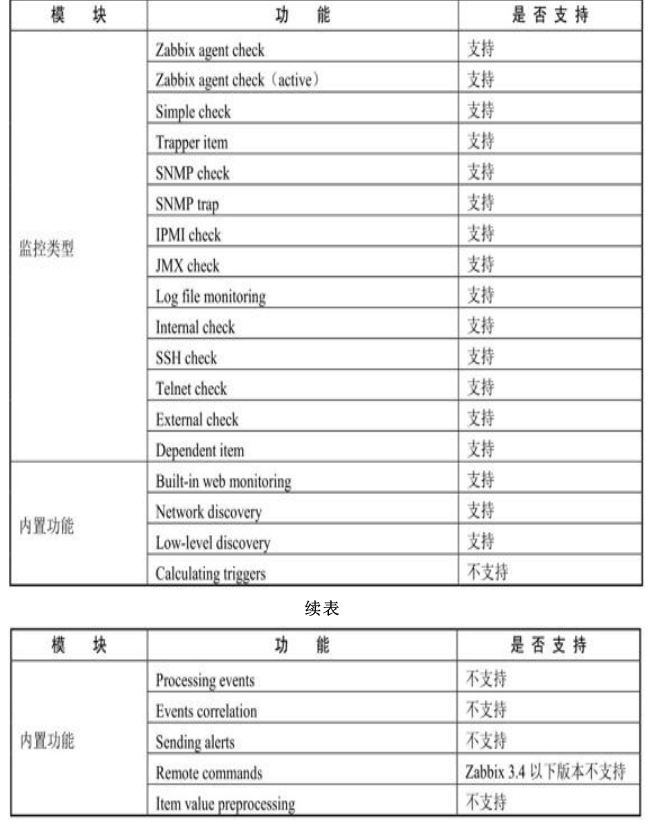 模 块 功 能 是否支持
Zabbix agent check 支持
Zabbix agent check（active） 支持
Simple check 支持
Trapper item 支持
SNMP check 支持
SNMP trap 支持
IPMI check 支持
监控类型
JMX check 支持
Log file monitoring 支持
Internal check 支持
SSH check 支持
Telnet check 支持
External check 支持
Dependent item 支持
Built-in web monitoring 支持
Network discovery 支持
内置功能
Low-level discovery 支持
Calculating triggers 不支持
续表
模 块 功 能 是否支持
Processing events 不支持
Events correlation 不支持
内置功能
Sending alerts 不支持
Remote commands Zabbix 3.4 以下版本不支持
Item value preprocessing 不支持